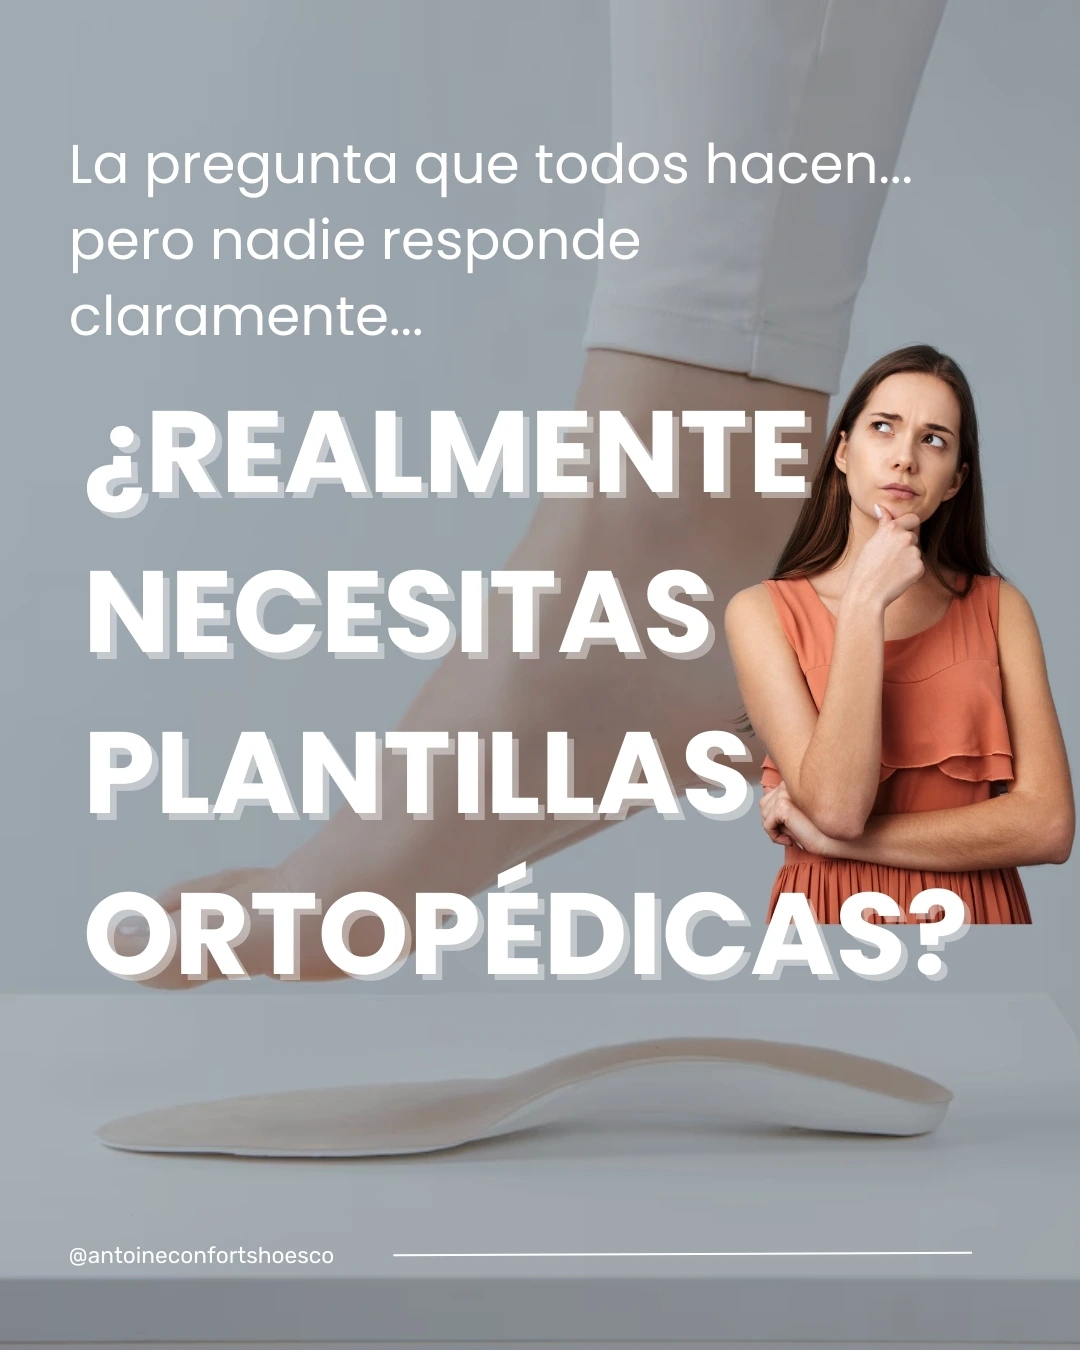 La pregunta que todos hacen...
pero nadie responde
claramente...
¿REALMENTE
NECESITAS
PLANTILLAS
ORTOPÉDICAS?
@antoineconfortshoesco